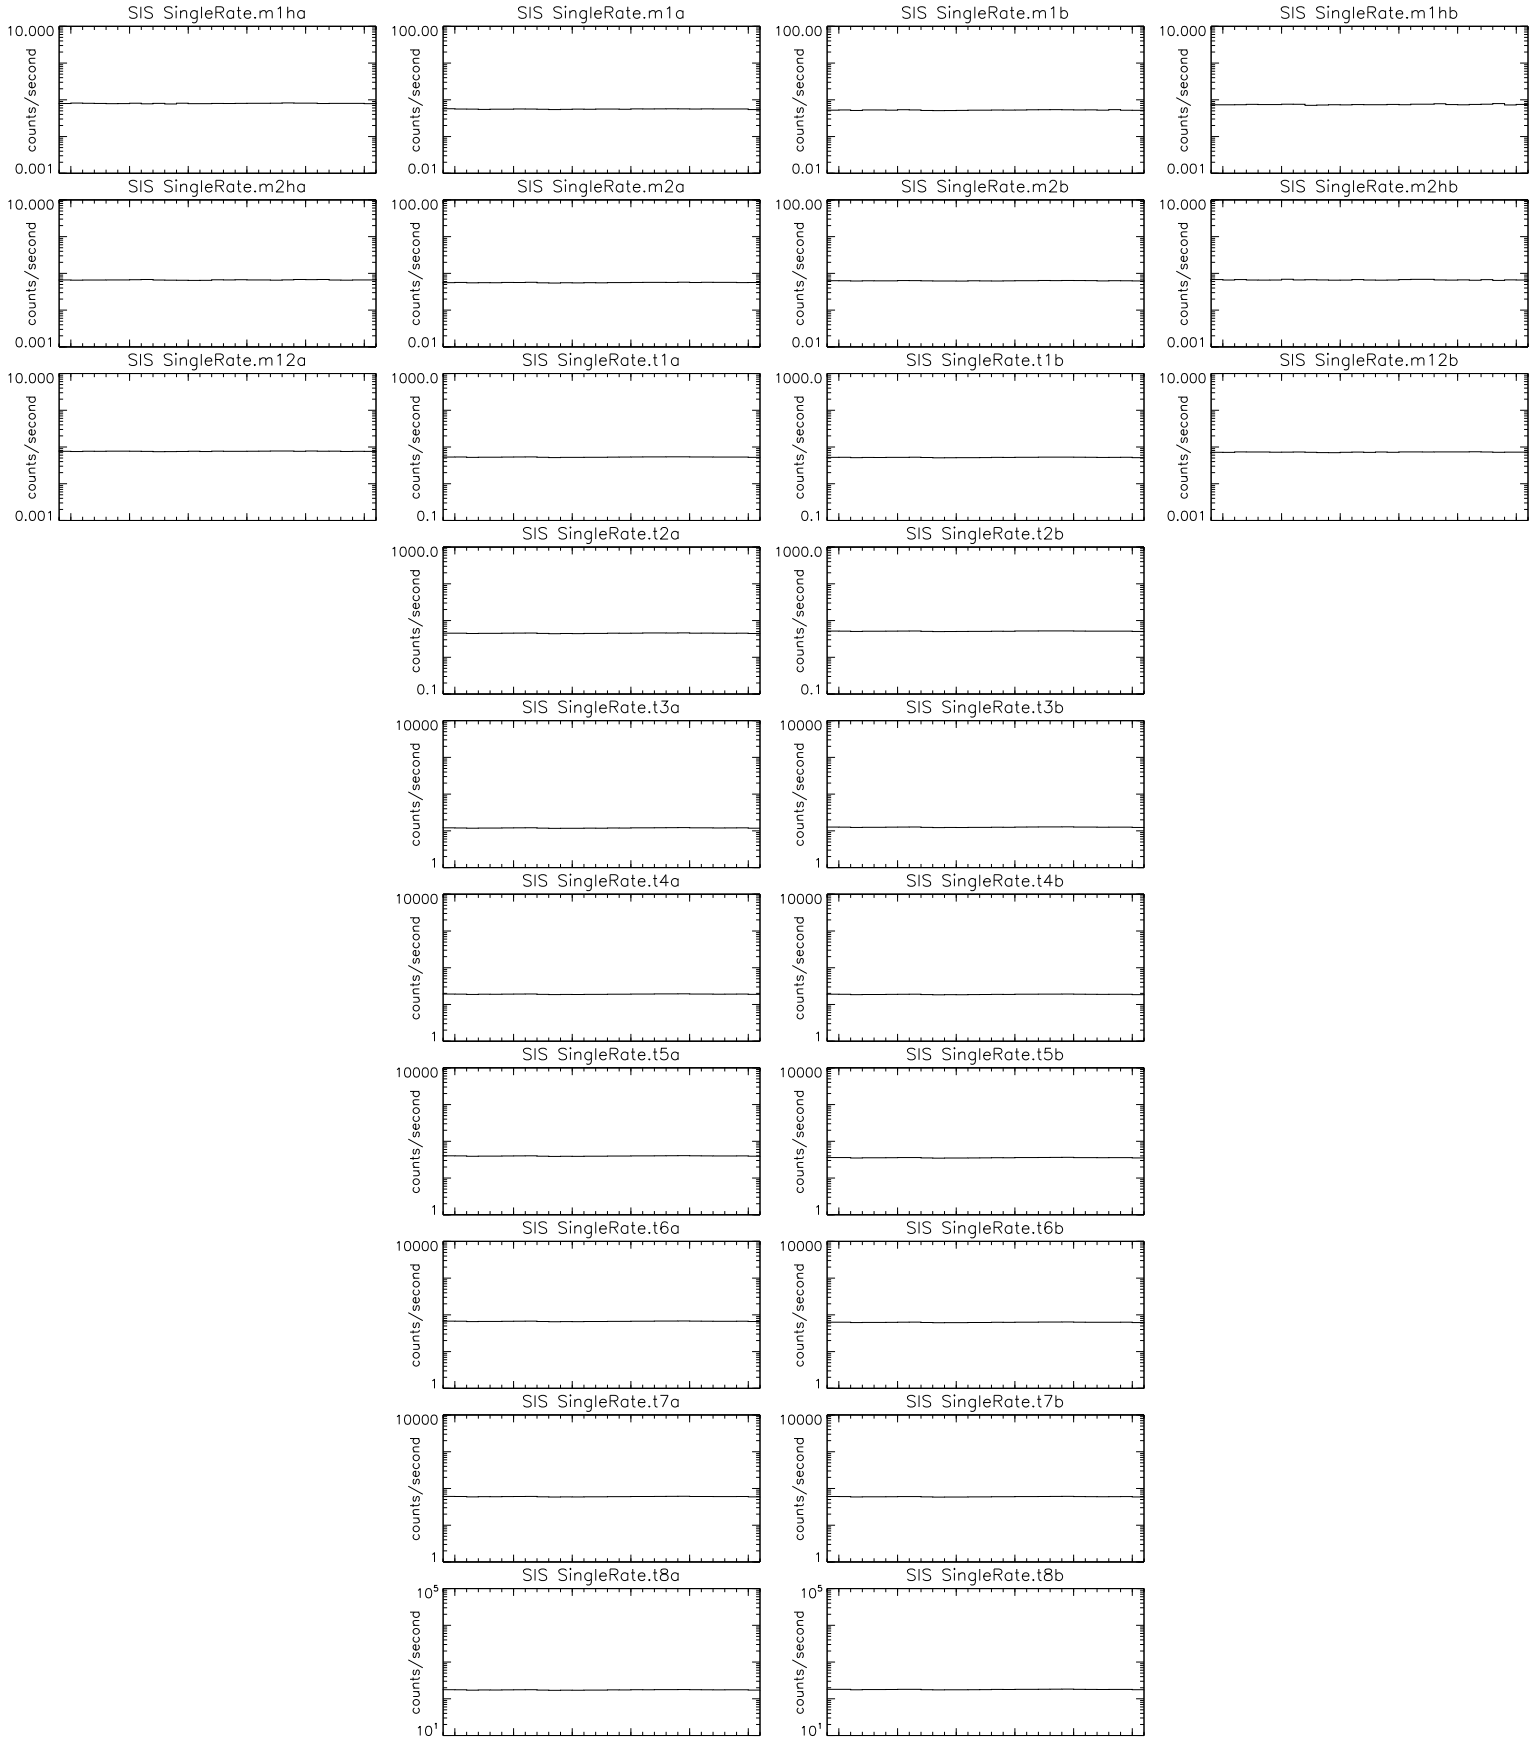 SIS SingleRate.m1ha
10.000
counts/second
0.001
SIS SingleRate.m1a
100.00
counts/second
0.01
SIS SingleRate.m1b
100.00
counts/second
0.01
SIS SingleRate.m1hb
10.000
counts/second
0.001
SIS SingleRate.m2ha
10.000
counts/second
0.001
SIS SingleRate.m2a
100.00
counts/second
0.01
SIS SingleRate.m2b
100.00
counts/second
0.01
SIS SingleRate.m2hb
10.000
counts/second
0.001
SIS SingleRate.m12a
10.000
counts/second
0.001
SIS SingleRate.t1a
1000.0
counts/second
0.1
SIS SingleRate.t1b
1000.0
counts/second
0.1
SIS SingleRate.m12b
10.000
counts/second
0.001
SIS SingleRate.t2a
1000.0
counts/second
0.1
SIS SingleRate.t2b
1000.0
counts/second
0.1
SIS SingleRate.t3a
10000
counts/second
1
SIS SingleRate.t3b
10000
counts/second
1
SIS SingleRate.t4a
10000
counts/second
1
SIS SingleRate.t4b
10000
counts/second
1
SIS SingleRate.t5a
10000
counts/second
1
SIS SingleRate.t5b
10000
counts/second
1
SIS SingleRate.t6a
10000
counts/second
1
SIS SingleRate.t6b
10000
counts/second
1
SIS SingleRate.t7a
10000
counts/second
1
SIS SingleRate.t7b
10000
counts/second
1
SIS SingleRate.t8a
10⁵
counts/second
10¹
SIS SingleRate.t8b
10⁵
counts/second
10¹